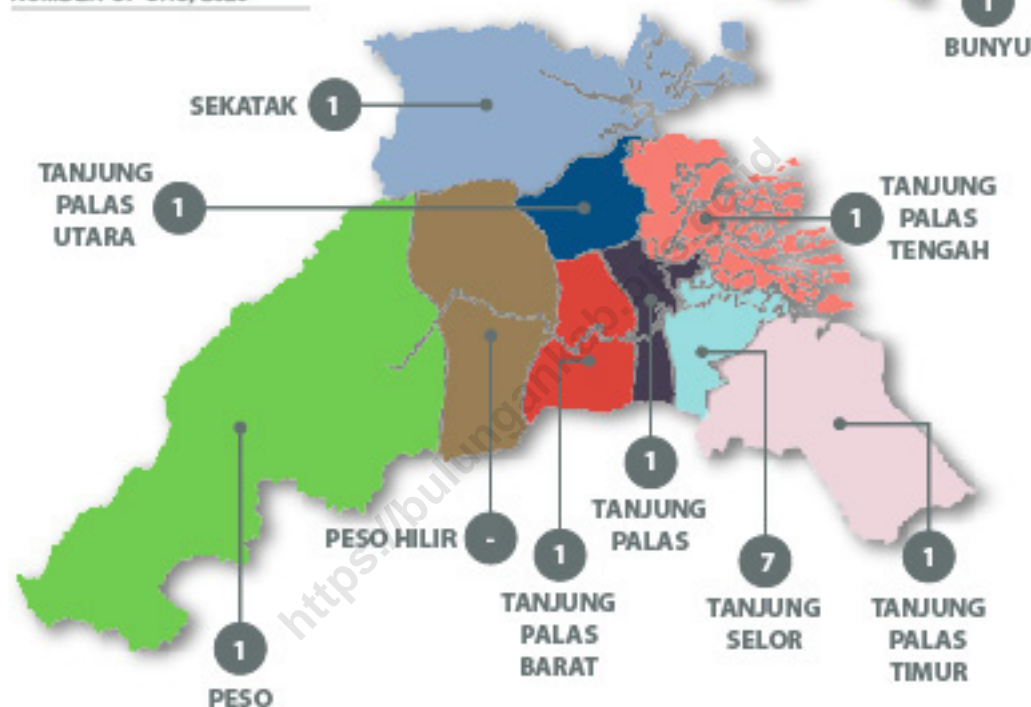 1
BUNYU
SEKATAK 1
TANJUNG
PALAS
UTARA
1
1
TANJUNG
PALAS
TENGAH
PESO HILIR -
1
TANJUNG
PALAS
BARAT
1
TANJUNG
PALAS
7
TANJUNG
SELOR
1
TANJUNG
PALAS
TIMUR
1
PESO